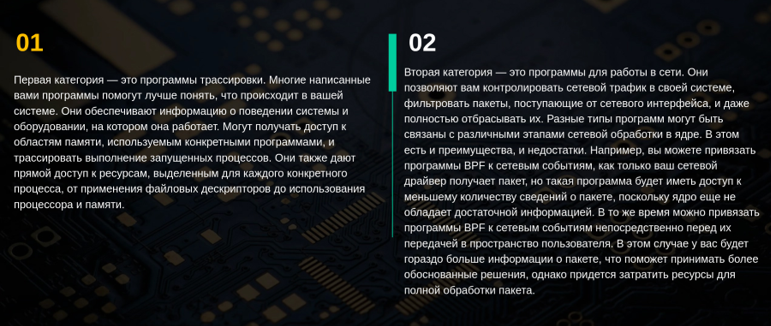 01
Первая категория — это программы трассировки. Многие написанные
вами программы помогут лучше понять, что происходит в вашей
системе. Они обеспечивают информацию о поведении системы и
оборудовании, на котором она работает. Могут получать доступ к
областям памяти, используемым конкретными программами, и
трассировать выполнение запущенных процессов. Они также дают
прямой доступ к ресурсам, выделенным для каждого конкретного
процесса, от применения файловых дескрипторов до использования
процессора и памяти.
02
Вторая категория — это программы для работы в сети. Они
позволяют вам контролировать сетевой трафик в своей системе,
фильтровать пакеты, поступающие от сетевого интерфейса, и даже
полностью отбрасывать их. Разные типы программ могут быть
связаны с различными этапами сетевой обработки в ядре. В этом
есть и преимущества, и недостатки. Например, вы можете привязать
программы BPF к сетевым событиям, как только ваш сетевой
драйвер получает пакет, но такая программа будет иметь доступ к
меньшему количеству сведений о пакете, поскольку ядро еще не
обладает достаточной информацией. В то же время можно привязать
программы BPF к сетевым событиям непосредственно перед их
передачей в пространство пользователя. В этом случае у вас будет
гораздо больше информации о пакете, что поможет принимать более
обоснованные решения, однако придется затратить ресурсы для
полной обработки пакета.